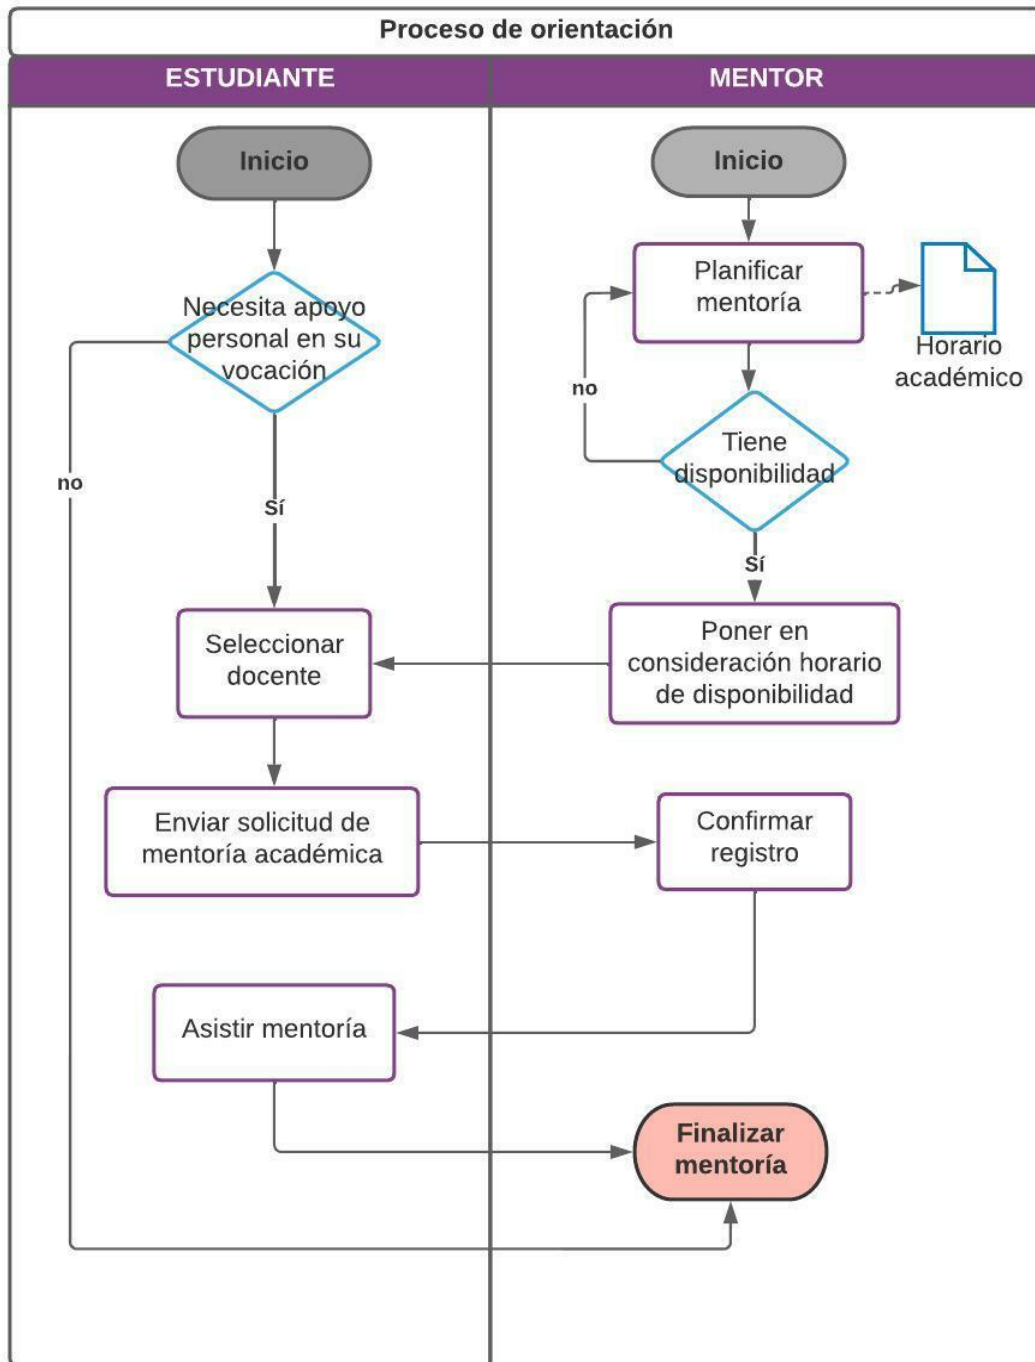 Proceso de orientación
ESTUDIANTE
MENTOR
Inicio
Inicio
Necesita apoyo
personal en su
vocación
Planificar
mentoría
Horario
académico
no
Tiene
disponibilidad
no
Sí
Sí
Seleccionar
docente
Poner en
consideración horario
de disponibilidad
Enviar solicitud de
mentoría académica
Confirmar
registro
Asistir mentoría
Finalizar
mentoría